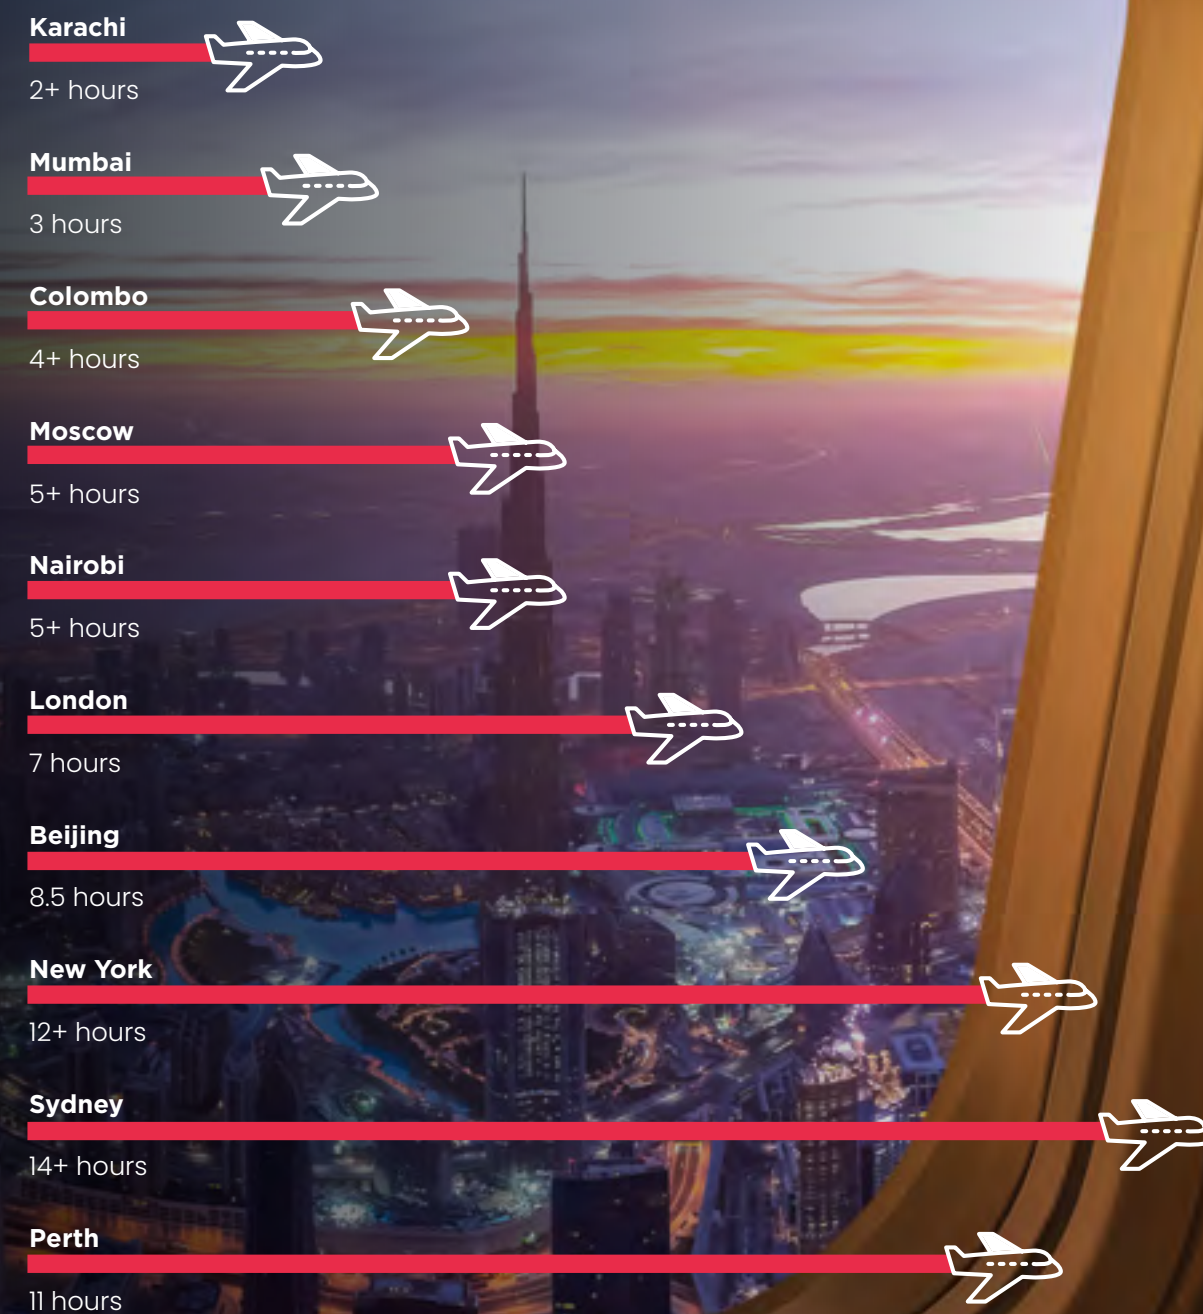 Karachi
2+ hours
Mumbai
3 hours
Colombo
4+ hours
Moscow
5+ hours
Nairobi
5+ hours
London
7 hours
Beijing
8.5 hours
New York
12+ hours
Sydney
14+ hours
Perth
11 hours